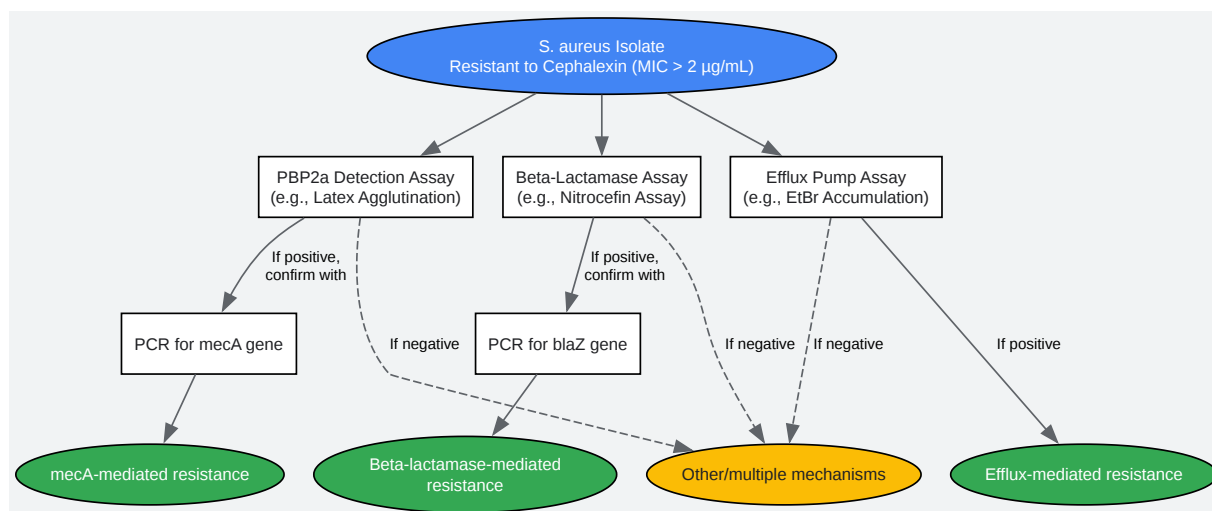 S. aureus Isolate
Resistant to Cephalexin (MIC > 2 µg/mL)
PBP2a Detection Assay
(e.g., Latex Agglutination)
Beta-Lactamase Assay
(e.g., Nitrocefin Assay)
Efflux Pump Assay
(e.g., EtBr Accumulation)
If positive,
confirm with
If positive,
confirm with
PCR for mecA gene
If negative
PCR for blaZ gene
If negative
If negative
If positive
mecA-mediated resistance
Beta-lactamase-mediated
resistance
Other/multiple mechanisms
Efflux-mediated resistance